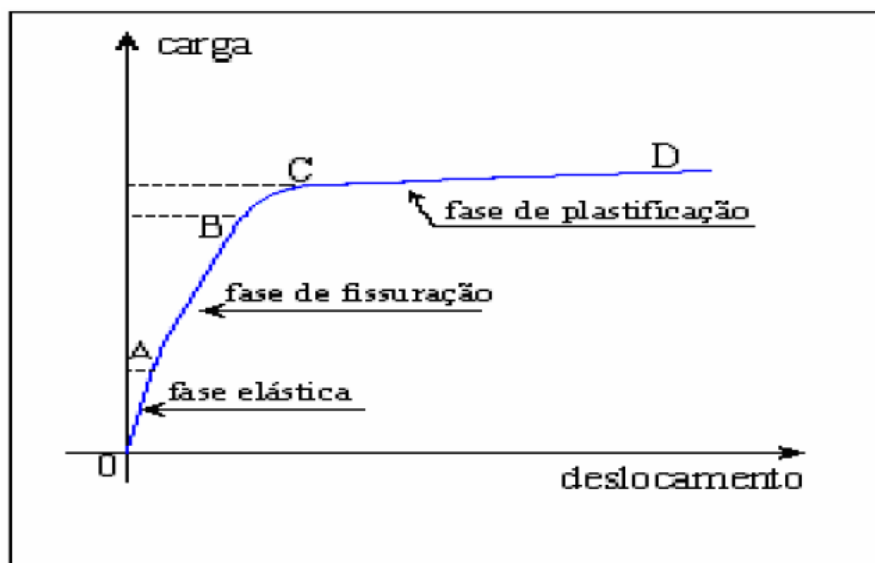 carga
C
D
B
fase de plastificação
fase de fissuração
A
fase elástica
0
deslocamento